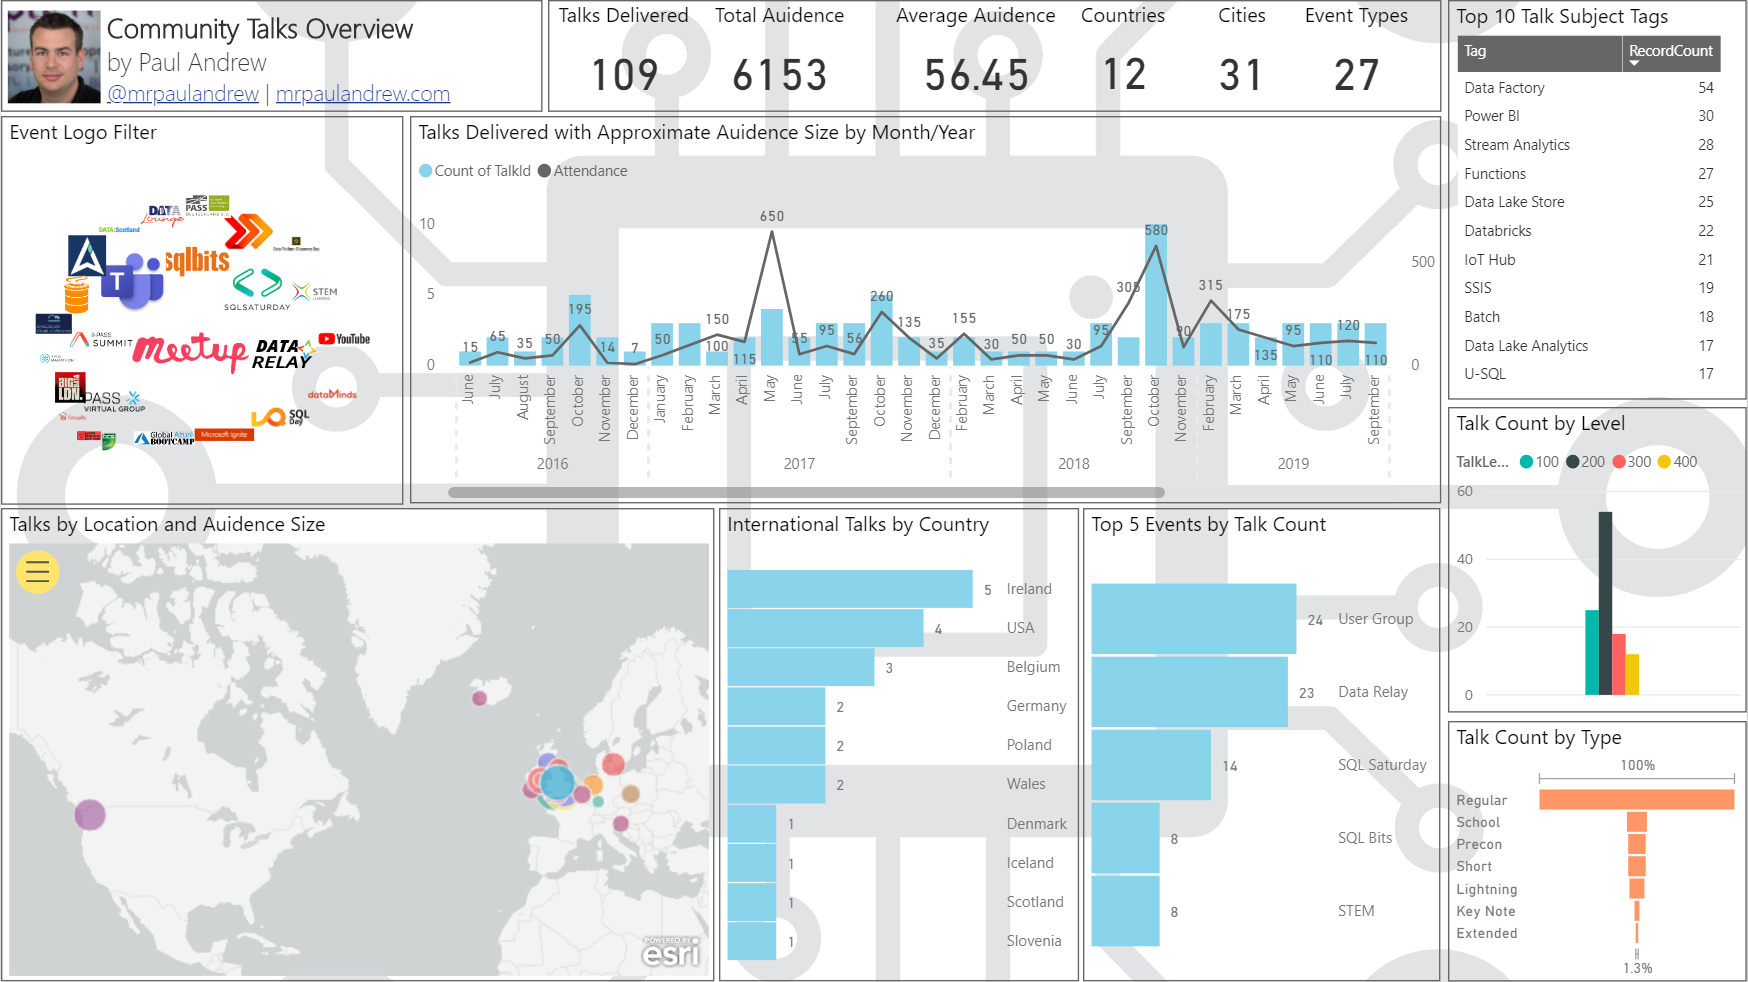 Community Talks Overview
by Paul Andrew
@mrpaulandrew | mrpaulandrew.com
Talks Delivered
109
Total Auidence
6153
Average Auidence
56.45
Countries
12
Cities
31
Event Types
27
Top 10 Talk Subject Tags
Tag RecordCount
Data Factory 54
Power BI 30
Stream Analytics 28
Functions 27
Data Lake Store 25
Databricks 22
IoT Hub 21
SSIS 19
Batch 18
Data Lake Analytics 17
U-SQL 17
Event Logo Filter
DATA Lounge
PASS
DEUTSCHLAND e.V.
DATA:Scotland
T
sqlbits
SQLSATURDAY
STEM
LEARNING
PASS
SUMMIT
Meetup
DATA
RELAY
YouTube
BIG DATA
LDN.
PASS
VIRTUAL GROUP
dataMinds
SQL
Day
Global Azure
BOOTCAMP
Microsoft Ignite
Talks Delivered with Approximate Auidence Size by Month/Year
Count of TalkId Attendance
10
5
0
500
0
15 65 35 50 195 14 7 50 150 100 115 650 55 95 56 260 135 35 155 30 50 50 30 95 305 580 90 315 175 135 95 110 120 110
June July August September October November December January February March April May June July September October November December February March April May June July September October November February March April May June July September
2016 2017 2018 2019
Talk Count by Level
TalkLe... 100 200 300 400
60
40
20
0
Talks by Location and Auidence Size
POWERED BY
esri
International Talks by Country
5 Ireland
4 USA
3 Belgium
2 Germany
2 Poland
2 Wales
1 Denmark
1 Iceland
1 Scotland
1 Slovenia
Top 5 Events by Talk Count
24 User Group
23 Data Relay
14 SQL Saturday
8 SQL Bits
8 STEM
Talk Count by Type
100%
Regular
School
Precon
Short
Lightning
Key Note
Extended
1.3%